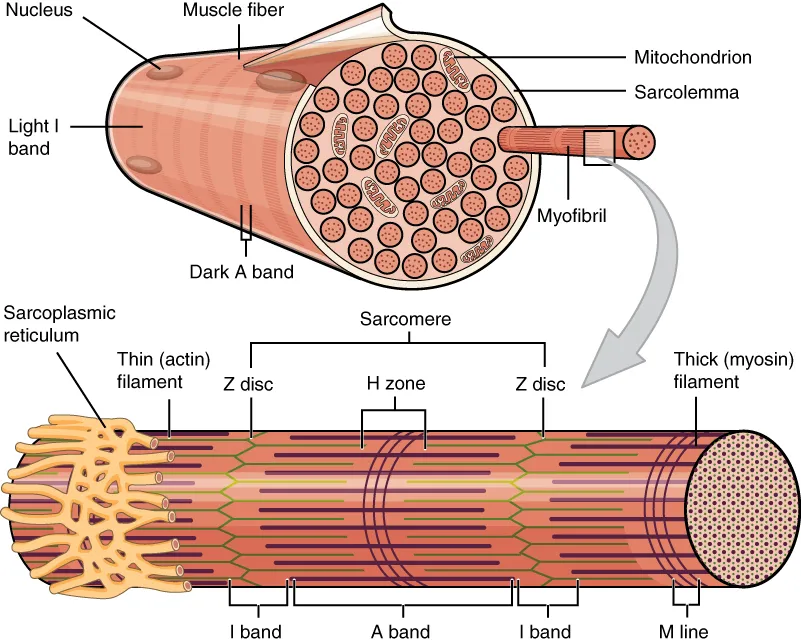 Nucleus
Muscle fiber
Mitochondrion
Sarcolemma
Light I
band
Myofibril
Dark A band
Sarcoplasmic
reticulum
Sarcomere
Thin (actin)
filament
Z disc
H zone
Z disc
Thick (myosin)
filament
I band
A band
I band
M line